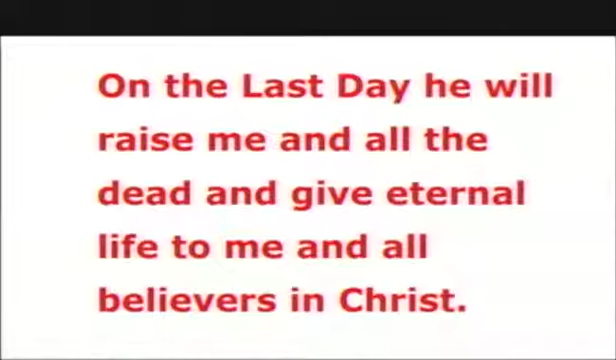 On the Last Day he will
raise me and all the
dead and give eternal
life to me and all
believers in Christ.